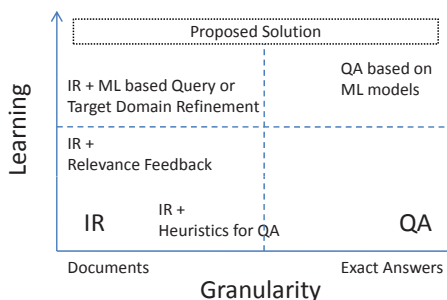 Proposed Solution
IR + ML based Query or
Target Domain Refinement
QA based on
ML models
IR +
Relevance Feedback
IR +
Heuristics for QA
IR
QA
Documents
Exact Answers
Granularity
Learning